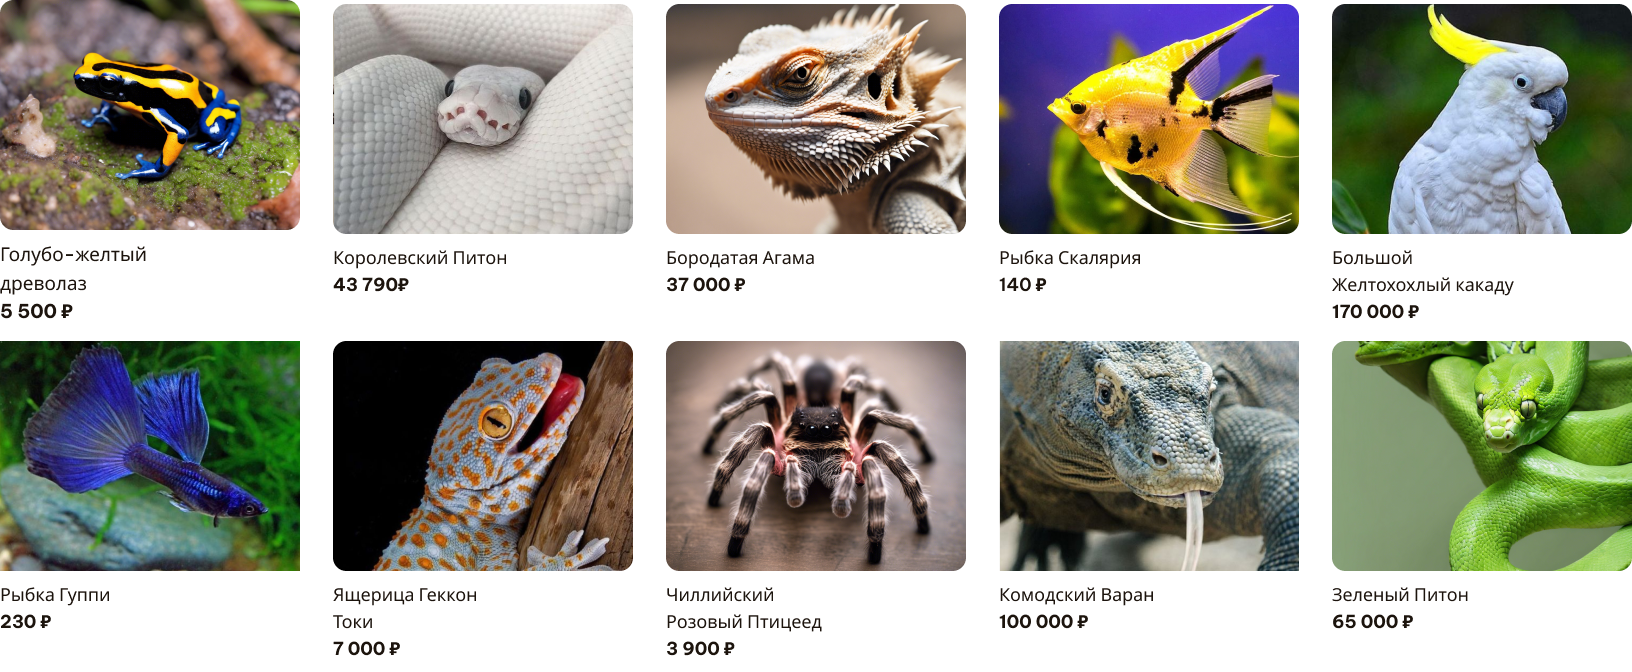 Голубо-желтый
древолаз
5 500 ₽
Королевский Питон
43 790₽
Бородатая Агама
37 000 ₽
Рыбка Скалярия
140 ₽
Большой
Желтохохлый какаду
170 000 ₽
Рыбка Гуппи
230 ₽
Ящерица Геккон
Токи
7 000 ₽
Чиллийский
Розовый Птицеед
3 900 ₽
Комодский Варан
100 000 ₽
Зеленый Питон
65 000 ₽